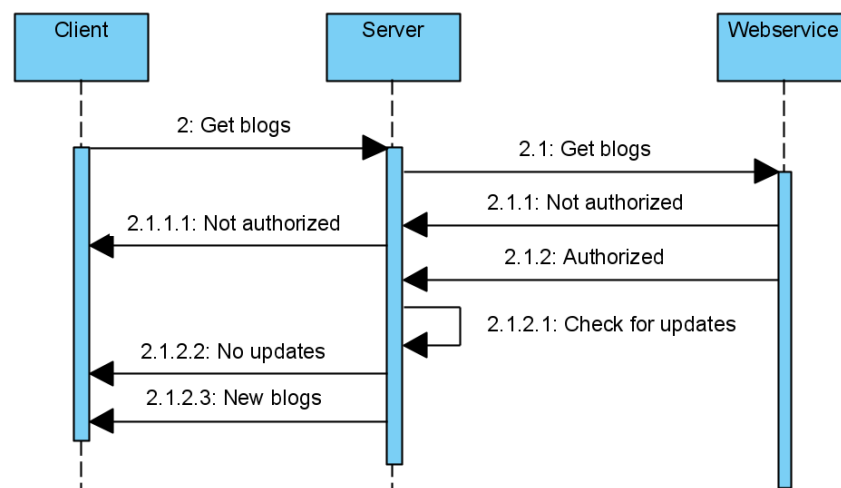 Client
Server
Webservice
2: Get blogs
2.1: Get blogs
2.1.1: Not authorized
2.1.1.1: Not authorized
2.1.2: Authorized
2.1.2.1: Check for updates
2.1.2.2: No updates
2.1.2.3: New blogs